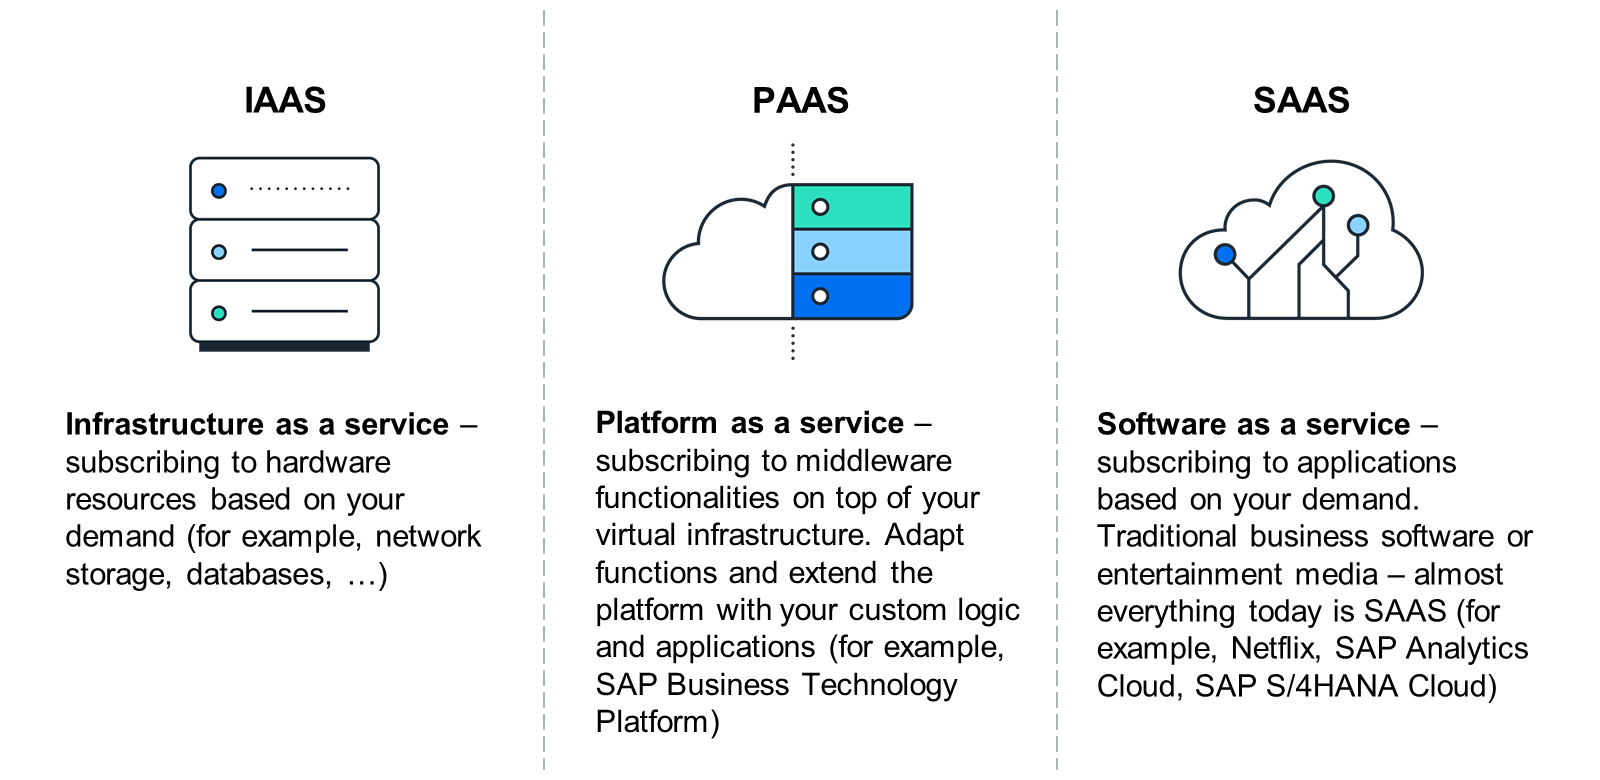 IAAS
Infrastructure as a service –
subscribing to hardware
resources based on your
demand (for example, network
storage, databases, …)
PAAS
Platform as a service –
subscribing to middleware
functionalities on top of your
virtual infrastructure. Adapt
functions and extend the
platform with your custom logic
and applications (for example,
SAP Business Technology
Platform)
SAAS
Software as a service –
subscribing to applications
based on your demand.
Traditional business software or
entertainment media – almost
everything today is SAAS (for
example, Netflix, SAP Analytics
Cloud, SAP S/4HANA Cloud)